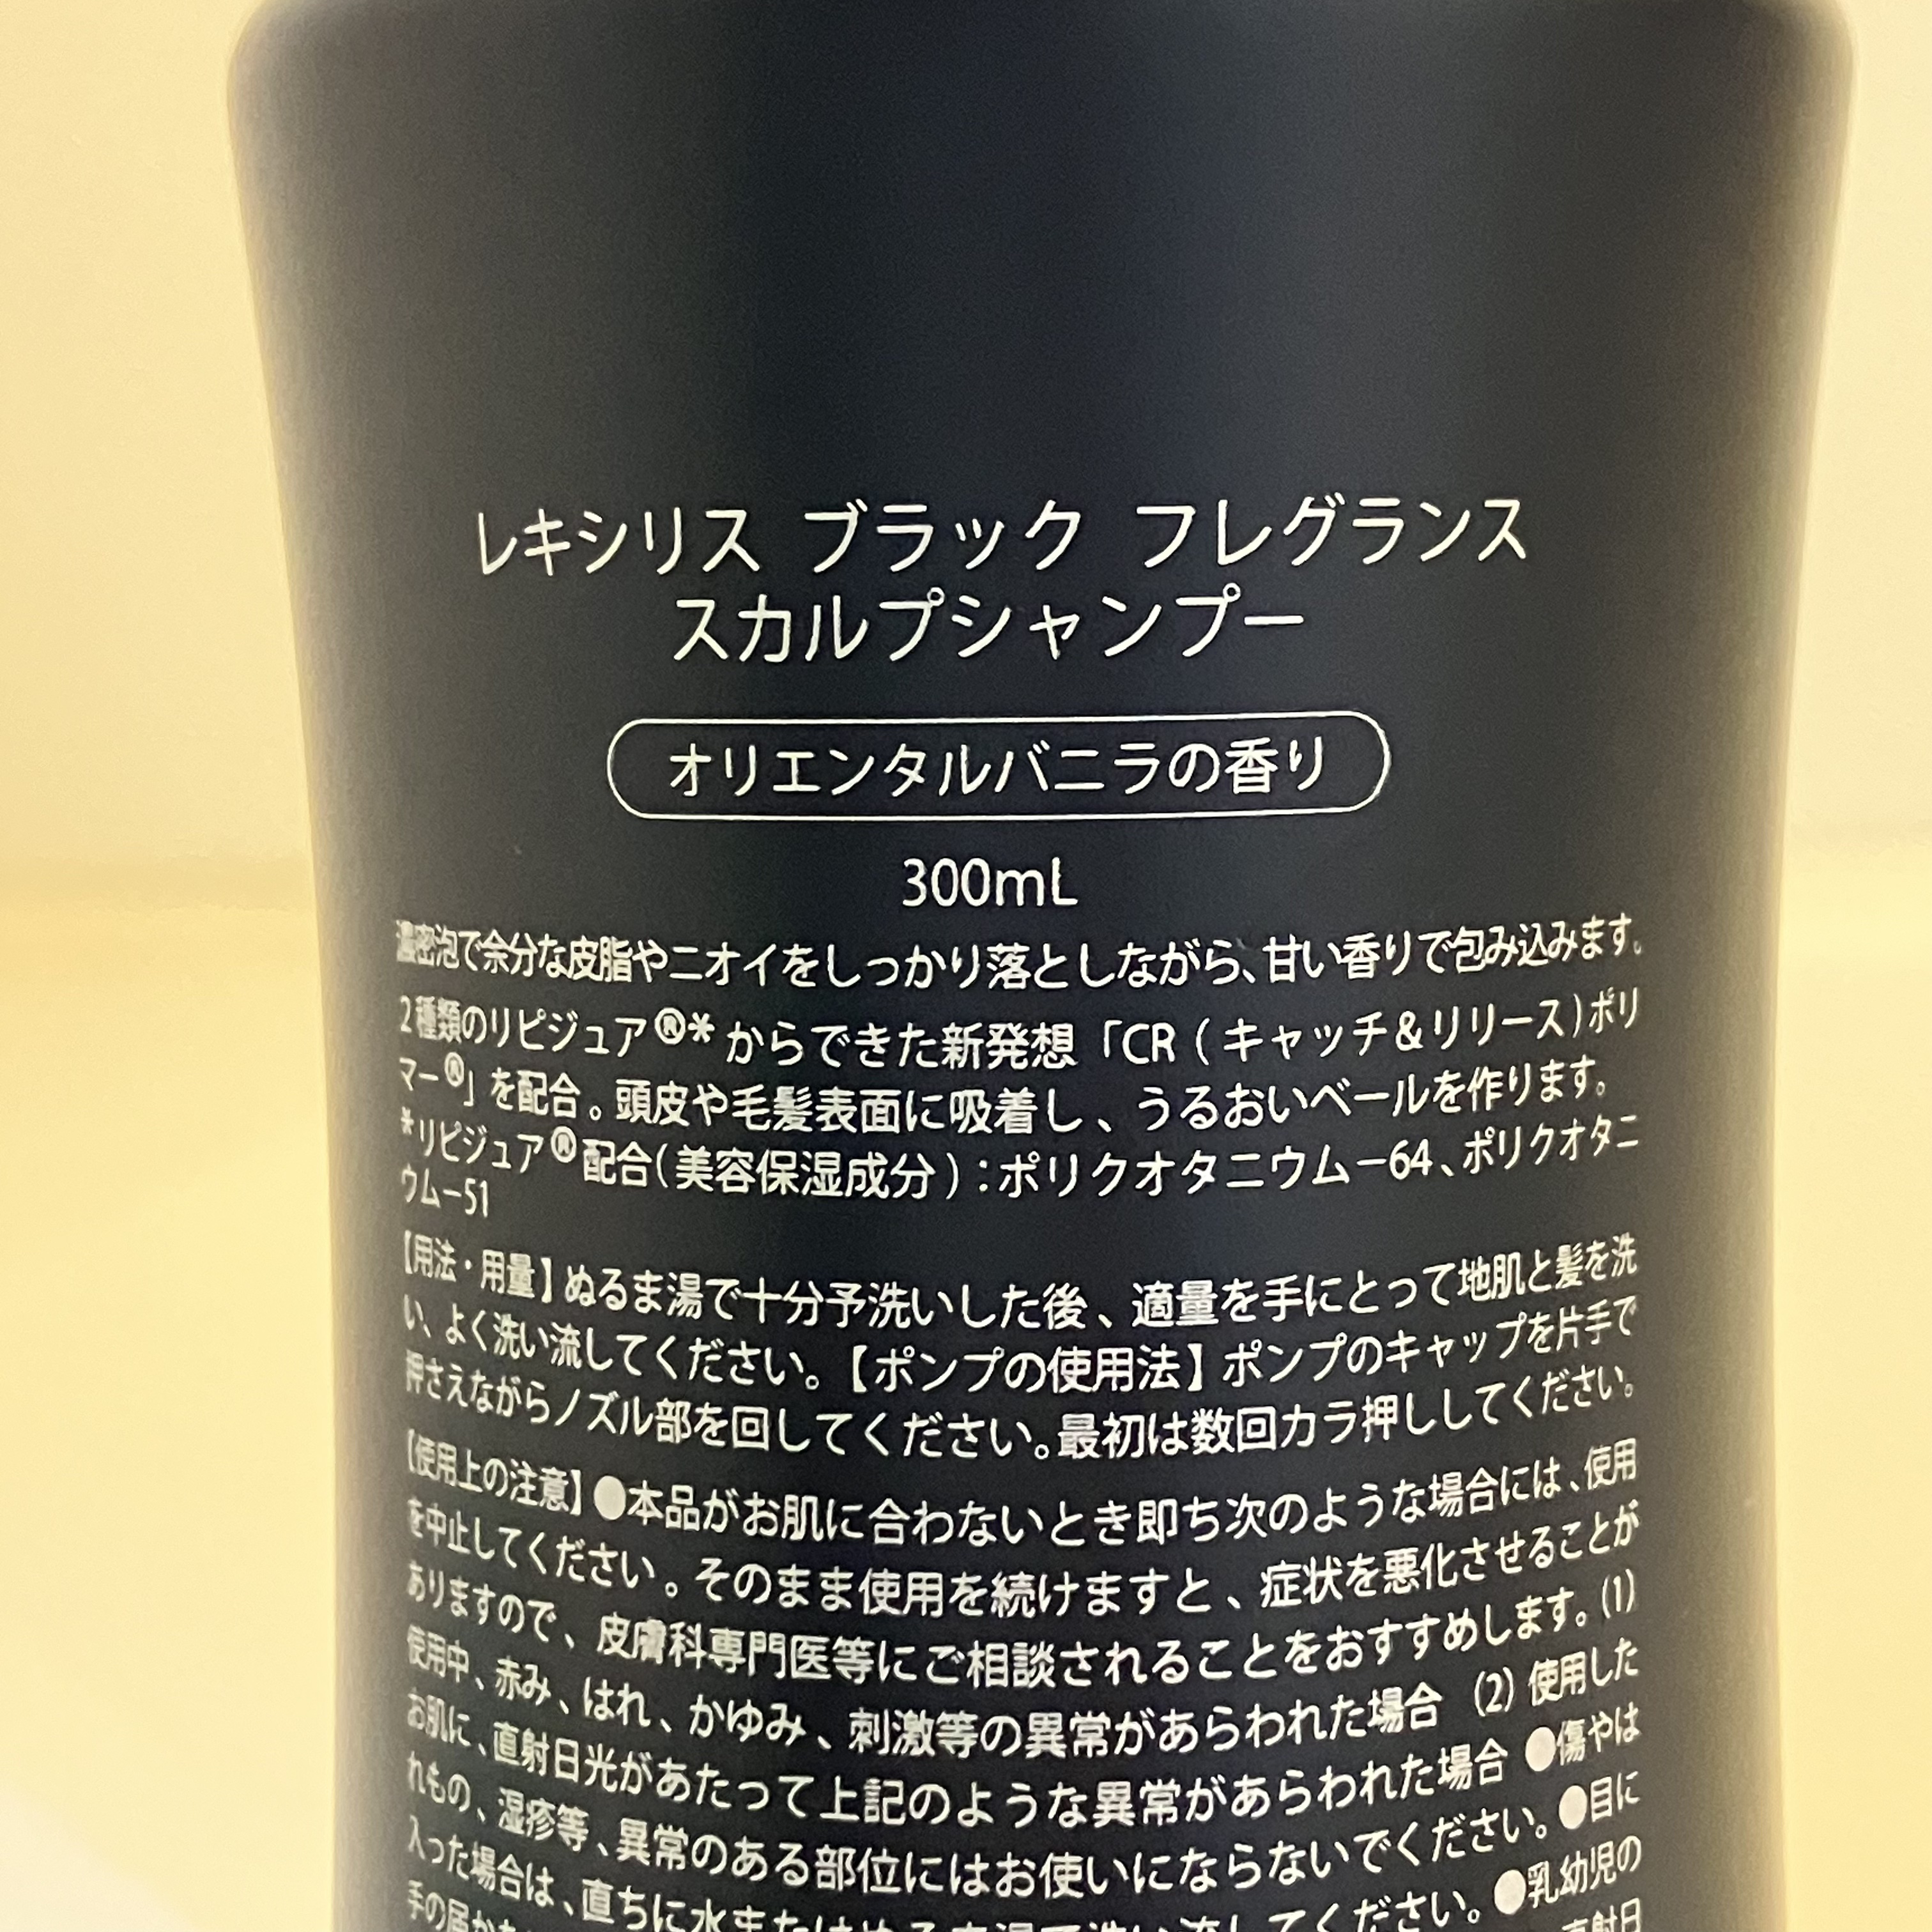 レキシリス ブラック フレグランス
スカルプシャンプー
オリエンタルバニラの香り
300mL
濃密泡で余分な皮脂やニオイをしっかり落としながら、甘い香りで包み込みます。
2種類のリピジュア®*からできた新発想「CR(キャッチ&リリース)ポリ
マー®」を配合。頭皮や毛髪表面に吸着し、うるおいベールを作ります。
*リピジュア®配合(美容保湿成分):ポリクオタニウムー64、ポリクオタニ
ウムー51
【用法・用量】ぬるま湯で十分予洗いした後、適量を手にとって地肌と髪を洗
い、よく洗い流してください。【ポンプの使用法】ポンプのキャップを片手で
押さえながらノズル部を回してください。最初は数回カラ押ししてください。
【使用上の注意】●本品がお肌に合わないとき即ち次のような場合には、使用
を中止してください。そのまま使用を続けますと、症状を悪化させることが
ありますので、皮膚科専門医等にご相談されることをおすすめします。(1)
使用中、赤み、はれ、かゆみ、刺激等の異常があらわれた場合 (2)使用した
お肌に、直射日光があたって上記のような異常があらわれた場合 ●傷やは
れもの、湿疹等、異常のある部位にはお使いにならないでください。●目に
入った場合は、直ちに水またはぬるま湯で洗い流してください。●乳幼児の
手の届か
直射日